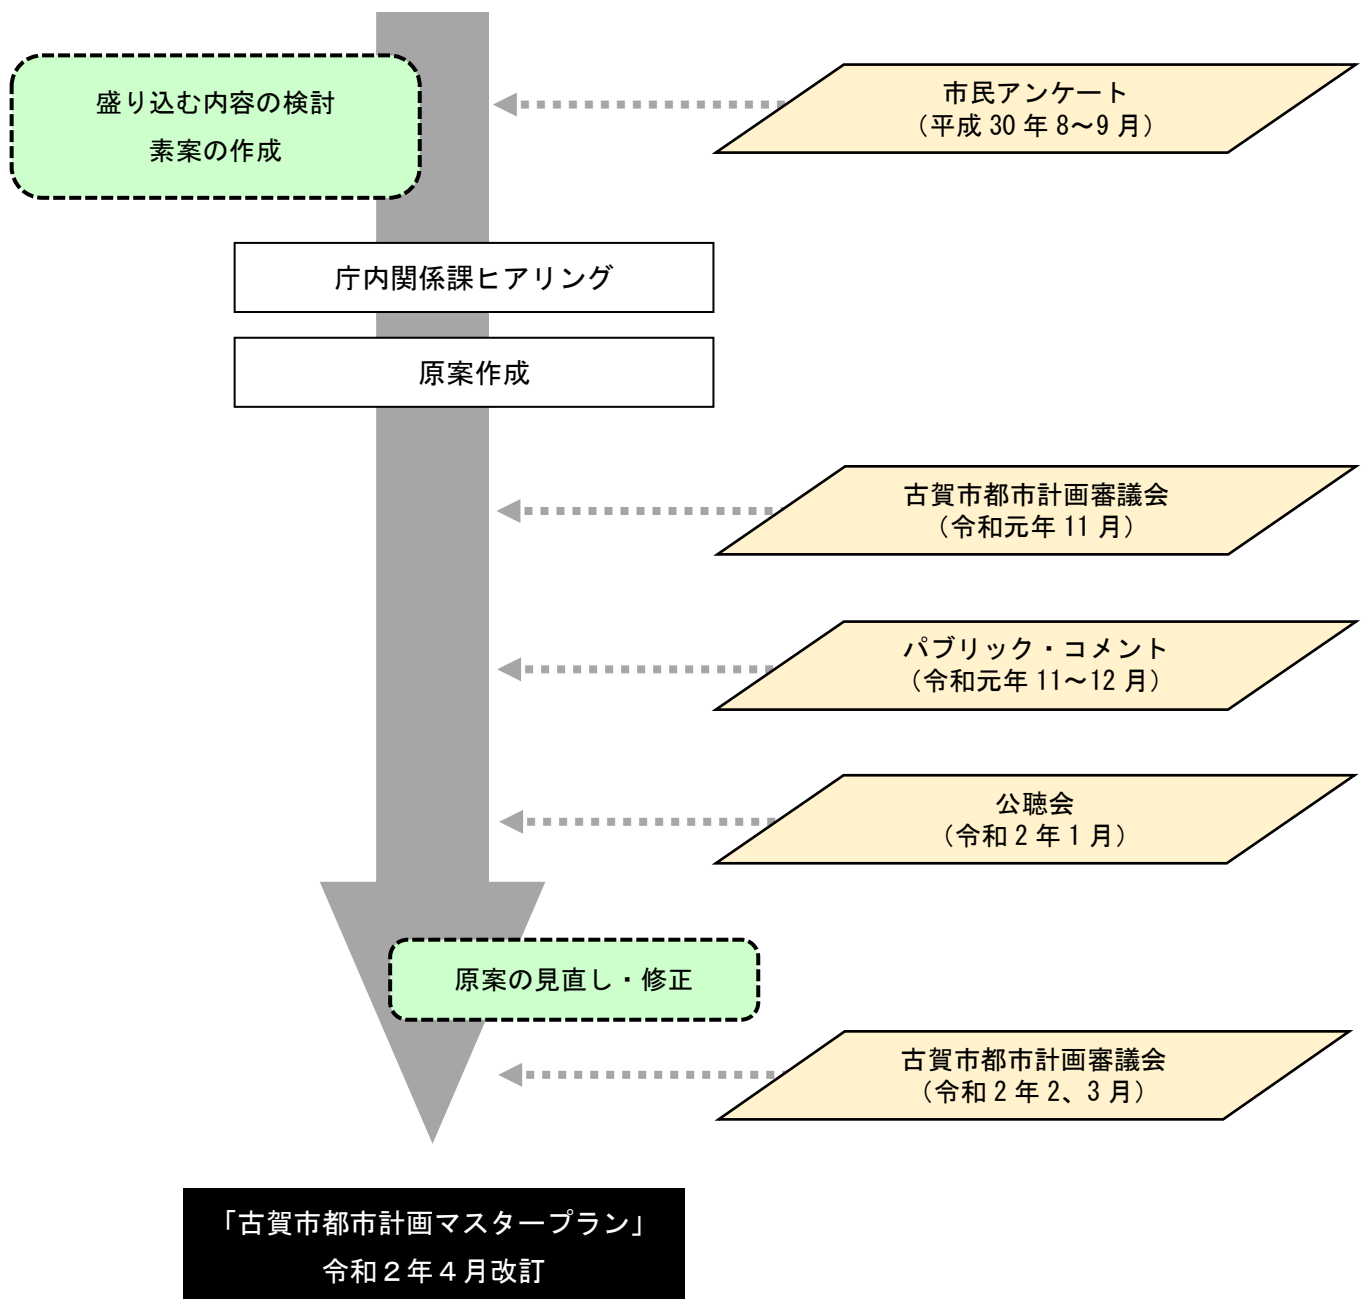 盛り込む内容の検討
素案の作成
市民アンケート
（平成 30 年 8～9 月）
庁内関係課ヒアリング
原案作成
古賀市都市計画審議会
（令和元年 11 月）
パブリック・コメント
（令和元年 11～12 月）
公聴会
（令和 2 年 1 月）
原案の見直し・修正
古賀市都市計画審議会
（令和 2 年 2、3 月）
「古賀市都市計画マスタープラン」
令和２年４月改訂